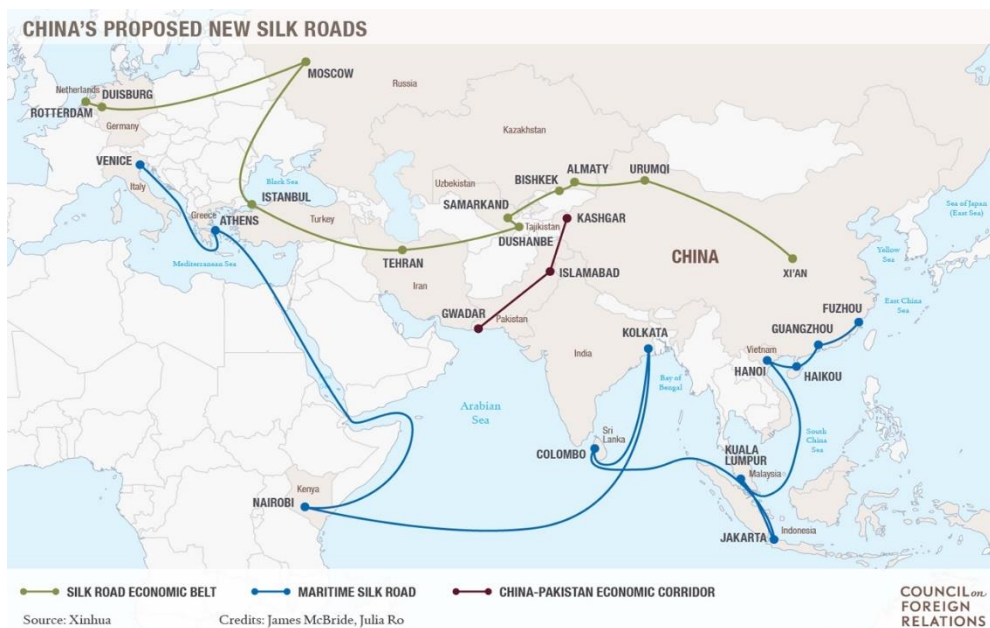 CHINA'S PROPOSED NEW SILK ROADS
MOSCOW
Russia
Netherlands
DUISBURG
ROTTERDAM
Germany
Kazakhstan
VENICE
Italy
Black Sea
ISTANBUL
Greece
ATHENS
Turkey
Mediterranean Sea
Uzbekistan
BISHKEK
ALMATY
URUMQI
SAMARKAND
Tajikistan
DUSHANBE
KASHGAR
TEHRAN
Iran
ISLAMABAD
GWADAR
Pakistan
CHINA
XI'AN
Sea of Japan
(East Sea)
Yellow
Sea
East China
Sea
FUZHOU
GUANGZHOU
HAIKOU
Vietnam
HANOI
KOLKATA
India
Bay of
Bengal
Arabian
Sea
Sri
Lanka
COLOMBO
South
China
Sea
KUALA
LUMPUR
Malaysia
Kenya
NAIROBI
JAKARTA
Indonesia
SILK ROAD ECONOMIC BELT
MARITIME SILK ROAD
CHINA-PAKISTAN ECONOMIC CORRIDOR
Source: Xinhua
Credits: James McBride, Julia Ro
COUNCIL on
FOREIGN
RELATIONS